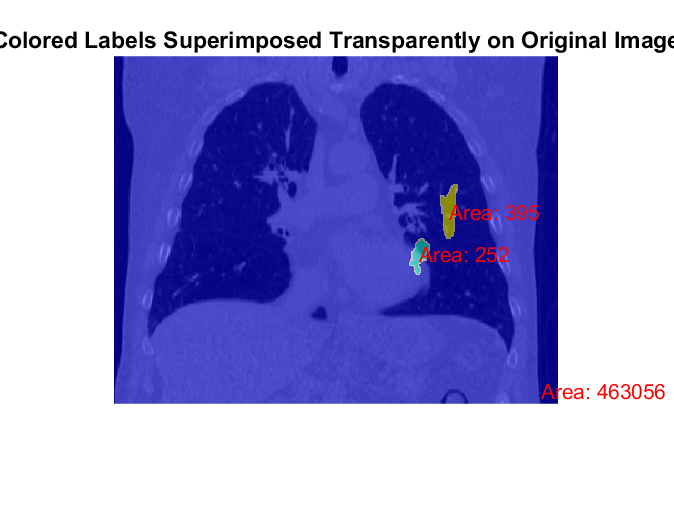 Colored Labels Superimposed Transparently on Original Image
Area: 395
Area: 252
Area: 463056